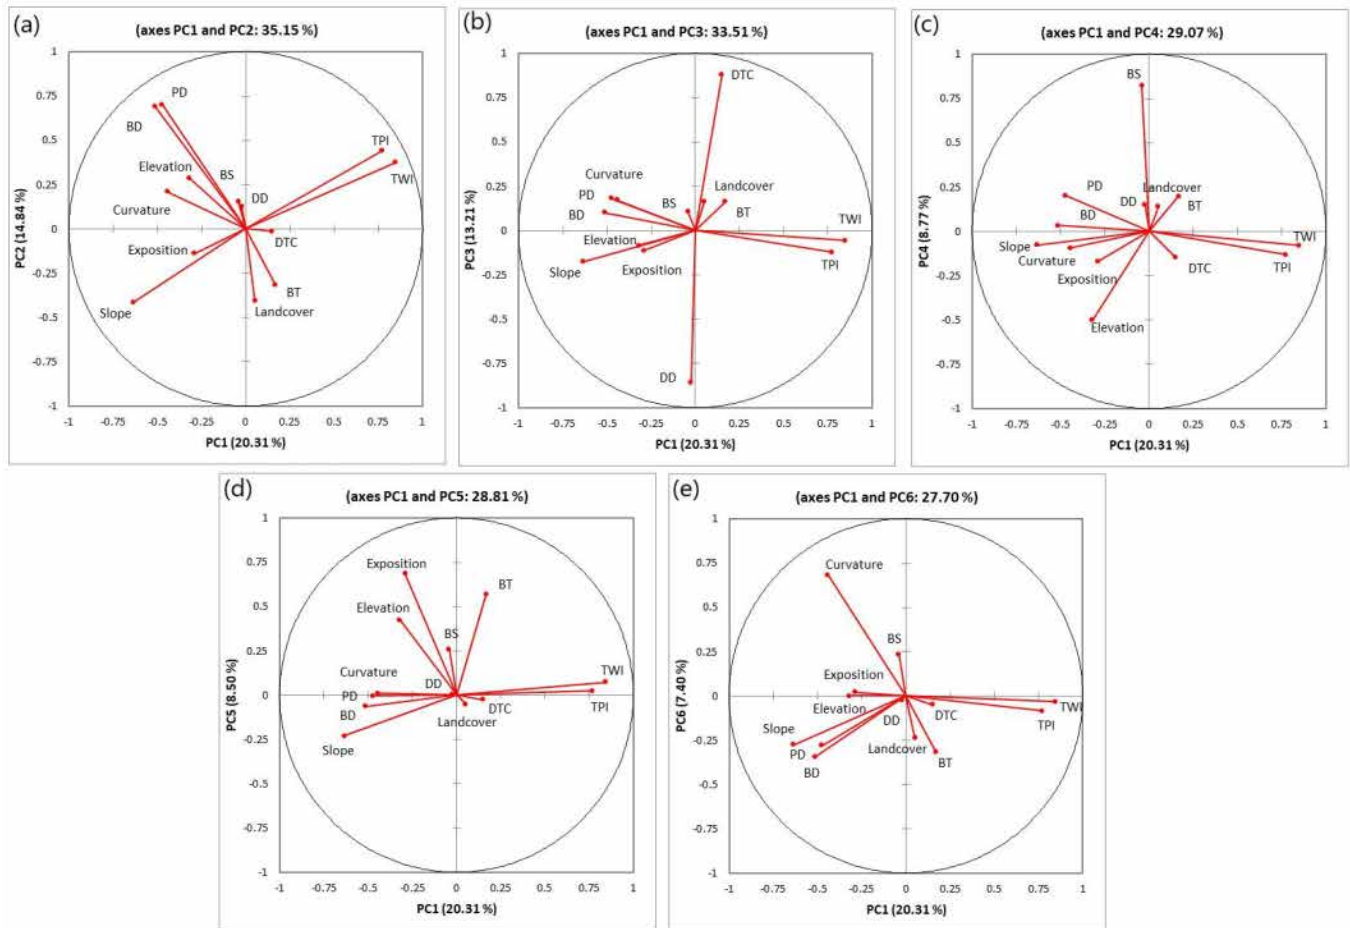 (a)
(axes PC1 and PC2: 35.15 %)
1
0.75
0.5
0.25
0
-0.25
-0.5
-0.75
-1
PC2 (14.84 %)
PD
BD
TPI
Elevation
BS
TWI
DD
Curvature
DTC
Exposition
BT
Slope
Landcover
-1 -0.75 -0.5 -0.25 0 0.25 0.5 0.75 1
PC1 (20.31 %)
(b)
(axes PC1 and PC3: 33.51 %)
1
0.75
0.5
0.25
0
-0.25
-0.5
-0.75
-1
PC3 (13.21 %)
DTC
Curvature
PD
BS
Landcover
BD
BT
TWI
Elevation
TPI
Slope
Exposition
DD
-1 -0.75 -0.5 -0.25 0 0.25 0.5 0.75 1
PC1 (20.31 %)
(c)
(axes PC1 and PC4: 29.07 %)
1
0.75
0.5
0.25
0
-0.25
-0.5
-0.75
-1
PC4 (8.77 %)
BS
PD
Landcover
DD
BT
BD
Slope
TWI
Curvature
TPI
DTC
Exposition
Elevation
-1 -0.75 -0.5 -0.25 0 0.25 0.5 0.75 1
PC1 (20.31 %)
(d)
(axes PC1 and PC5: 28.81 %)
1
0.75
0.5
0.25
0
-0.25
-0.5
-0.75
-1
PC5 (8.50 %)
Exposition
BT
Elevation
BS
Curvature
TWI
DD
PD
TPI
DTC
BD
Landcover
Slope
-1 -0.75 -0.5 -0.25 0 0.25 0.5 0.75 1
PC1 (20.31 %)
(e)
(axes PC1 and PC6: 27.70 %)
1
0.75
0.5
0.25
0
-0.25
-0.5
-0.75
-1
PC6 (7.40 %)
Curvature
BS
Exposition
Elevation
TWI
DTC
DD
TPI
Slope
Landcover
PD
BT
BD
-1 -0.75 -0.5 -0.25 0 0.25 0.5 0.75 1
PC1 (20.31 %)